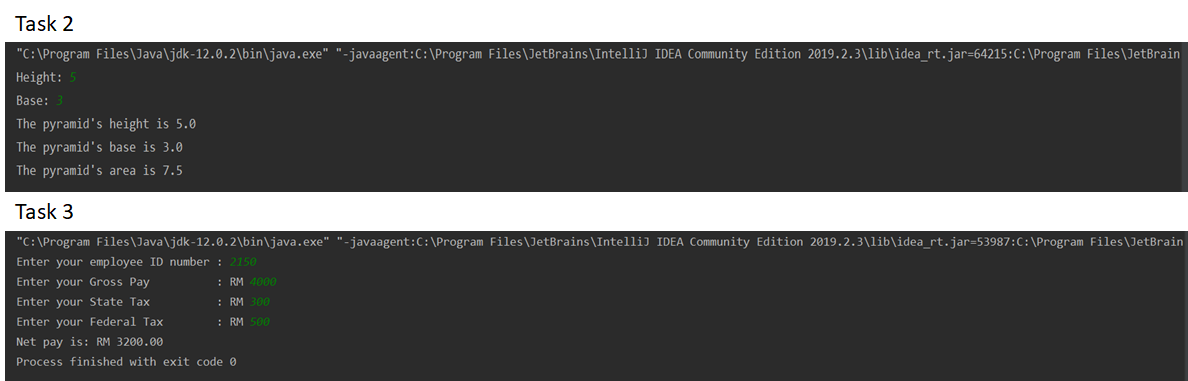 Task 2
"C:\Program Files\Java\jdk-12.0.2\bin\java.exe" "-javaagent:C:\Program Files\JetBrains\IntelliJ IDEA Community Edition 2019.2.3\lib\idea_rt.jar=64215:C:\Program Files\JetBrain
Height: 5
Base: 3
The pyramid's height is 5.0
The pyramid's base is 3.0
The pyramid's area is 7.5
Task 3
"C:\Program Files\Java\jdk-12.0.2\bin\java.exe" "-javaagent:C:\Program Files\JetBrains\IntelliJ IDEA Community Edition 2019.2.3\lib\idea_rt.jar=53987:C:\Program Files\JetBrain
Enter your employee ID number : 2150
Enter your Gross Pay : RM 4000
Enter your State Tax : RM 300
Enter your Federal Tax : RM 500
Net pay is: RM 3200.00
Process finished with exit code 0